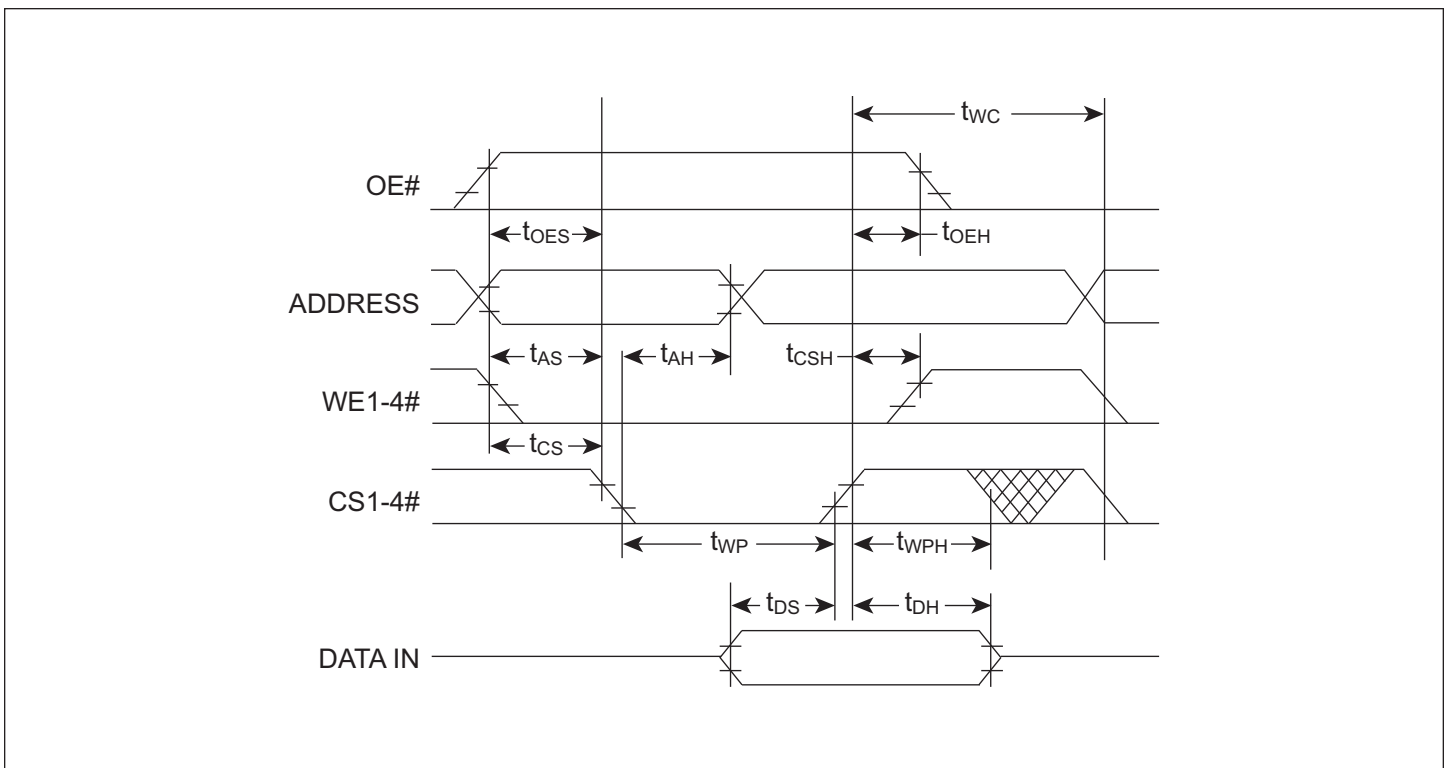 tWC
OE#
tOES
tOEH
ADDRESS
tAS
tAH
tCSH
WE1-4#
tCS
CS1-4#
tWP
tWPH
tDS
tDH
DATA IN